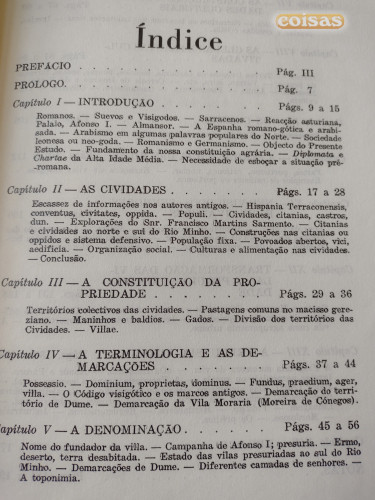 coisas
Índice
PREFÁCIO . . . . . . . . . . . . . Pág. III
PRÓLOGO. . . . . . . . . . . . . . Pág. 7
Capítulo I — INTRODUÇÃO . . . . . . . Págs. 9 a 15
Romanos. — Suevos e Visigodos. — Sarracenos. — Reacção asturiana,
Palaio, Afonso I. — Almansor. — A Espanha romano-gótica e arabi-
sada. — Arabismo em algumas palavras populares do Norte. — Sociedade
leonesa ou neo-goda. — Romanismo e Germanismo. — Objecto do Presente
Estudo. — Fundamento da nossa constituição agrária. — Diplomata e
Chartae da Alta Idade Média. — Necessidade de esboçar a situação pré-
-romana.
Capítulo II — AS CIVIDADES . . . . . . . Págs. 17 a 28
Escassez de informações nos autores antigos. — Hispania Terraconensis,
conventus, civitates, oppida. — Populi. — Cividades, citanias, castros,
dun. — Explorações do Snr. Francisco Martins Sarmento. — Citanias
e cividades ao norte e sul do Rio Minho. — Construções nas citanias ou
oppidos e sistema defensivo. — População fixa. — Povoados abertos, vici,
aedificia. — Organização social. — Culturas e alimentação nas cividades.
— Conclusão.
Capítulo III — A CONSTITUIÇÃO DA PRO-
PRIEDADE . . . . . . . . Págs. 29 a 36
Territórios colectivos das cividades. — Pastagens comuns no macisso gere-
ziano. — Maninhos e baldios. — Gados. — Divisão dos territórios das
Cividades. — Villae.
Capítulo IV — A TERMINOLOGIA E AS DE-
MARCAÇÕES . . . . . . . Págs. 37 a 44
Possessio. — Dominium, proprietas, dominus. — Fundus, praedium, ager,
villa. — O Código visigótico e os marcos antigos. — Demarcação do terri-
tório de Dume. — Demarcação da Vila Moraria (Moreira de Cónegos).
Capítulo V — A DENOMINAÇÃO . . . . . . Págs. 45 a 56
Nome do fundador da villa. — Campanha de Afonso I; presuria. — Ermo,
deserto, terra desabitada. — Estado das vilas presuriadas ao sul do Rio
Minho. — Demarcações de Dume. — Diferentes camadas de senhores. —
A toponimia.